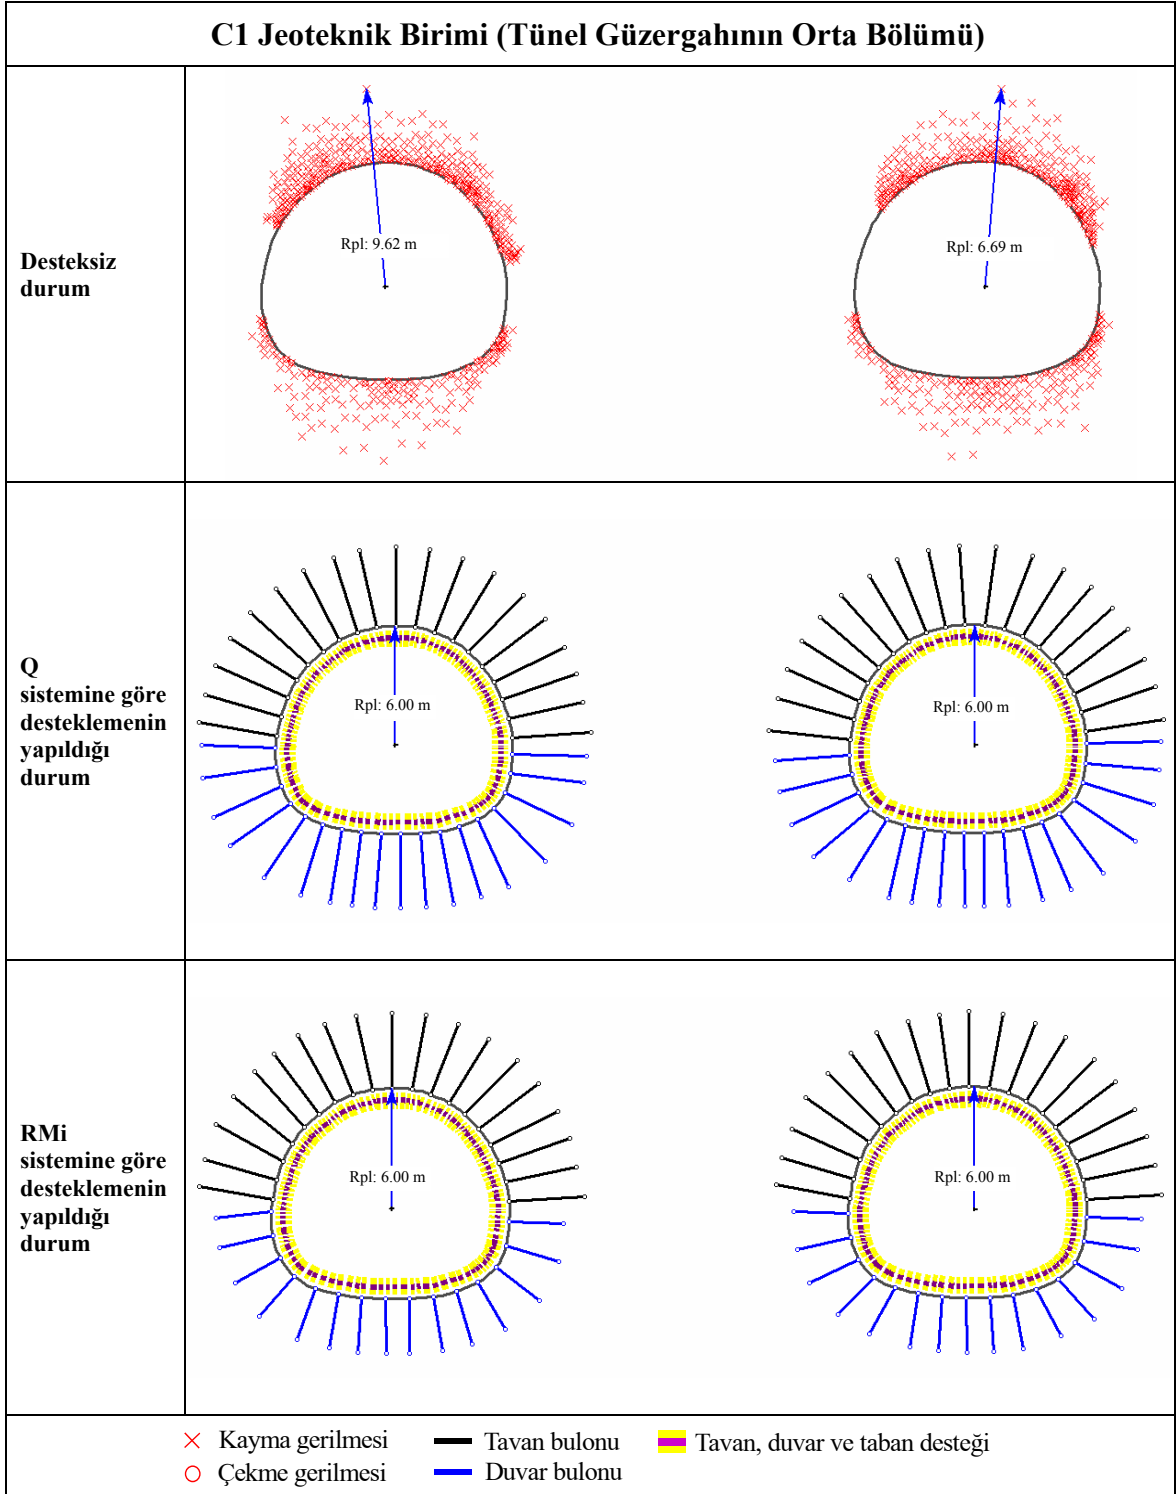 C1 Jeoteknik Birimi (Tünel Güzergahının Orta Bölümü)
Desteksiz
durum
Rpl: 9.62 m
Rpl: 6.69 m
Q
sistemine göre
desteklemenin
yapıldığı
durum
Rpl: 6.00 m
Rpl: 6.00 m
RMi
sistemine göre
desteklemenin
yapıldığı
durum
Rpl: 6.00 m
Rpl: 6.00 m
Kayma gerilmesi
Tavan bulonu
Tavan, duvar ve taban desteği
Çekme gerilmesi
Duvar bulonu